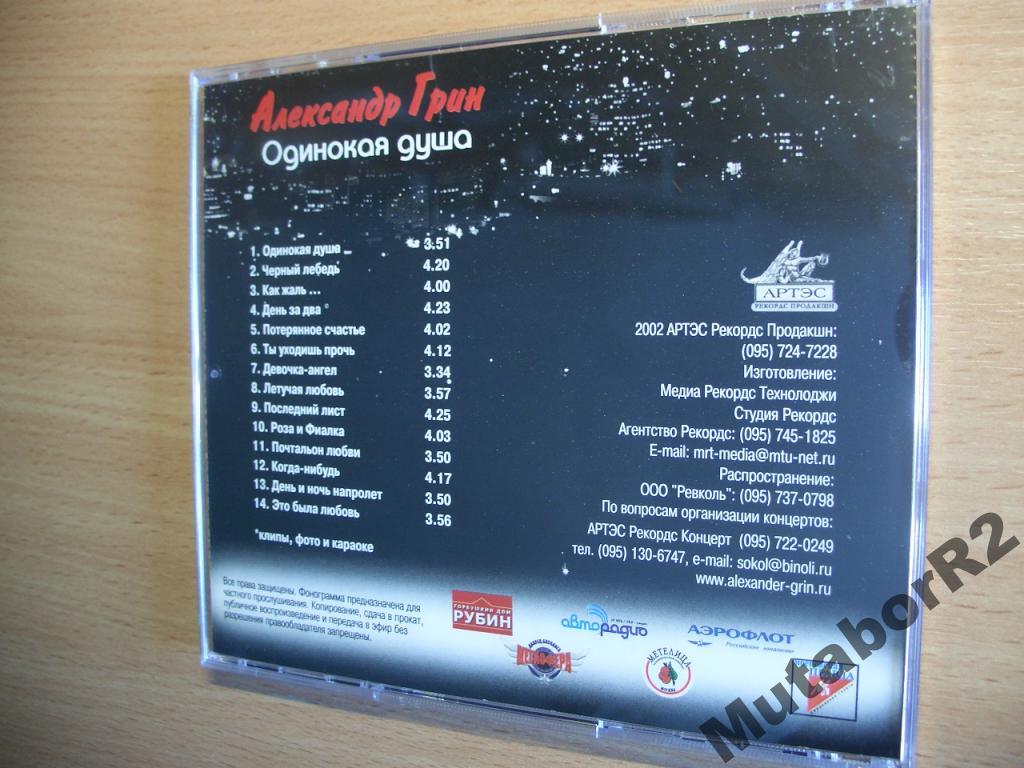 Александр Грин
Одинокая душа
1. Одинокая душа 3.51
2. Черный лебедь 4.20
3. Как жаль ... 4.00
4. День за два * 4.23
5. Потерянное счастье 4.02
6. Ты уходишь прочь 4.12
7. Девочка-ангел 3.34
8. Летучая любовь 3.57
9. Последний лист 4.25
10. Роза и Фиалка 4.03
11. Почтальон любви 3.50
12. Когда-нибудь 4.17
13. День и ночь напролет 3.50
14. Это была любовь 3.56
*клипы, фото и караоке
АРТЭС
РЕКОРДС ПРОДАКШН
2002 АРТЭС Рекордс Продакшн:
(095) 724-7228
Изготовление:
Медиа Рекордс Технолоджи
Студия Рекордс
Агентство Рекордс: (095) 745-1825
E-mail: mrt-media@mtu-net.ru
Распространение:
ООО "Ревколь": (095) 737-0798
По вопросам организации концертов:
АРТЭС Рекордс Концерт (095) 722-0249
тел. (095) 130-6747, e-mail: sokol@binoli.ru
www.alexander-grin.ru
Все права защищены. Фонограмма предназначена для
частного прослушивания. Копирование, сдача в прокат,
публичное воспроизведение и передача в эфир без
разрешения правообладателя запрещены.
ГОРБУШКИН ДОМ
РУБИН
авторадио
АЭРОФЛОТ
Российские авиалинии
МЕТЕЛИЦА
MutaborR2